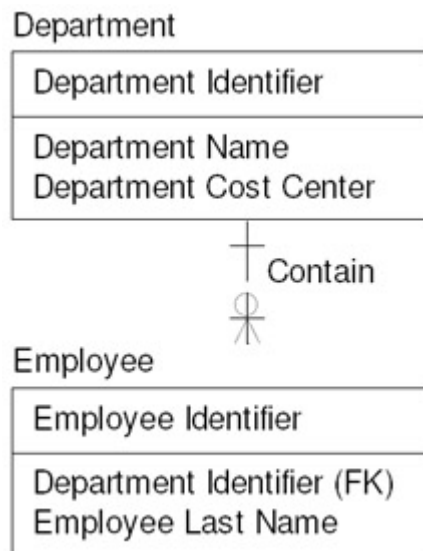 Department
Department Identifier
Department Name
Department Cost Center
Contain
Employee
Employee Identifier
Department Identifier (FK)
Employee Last Name